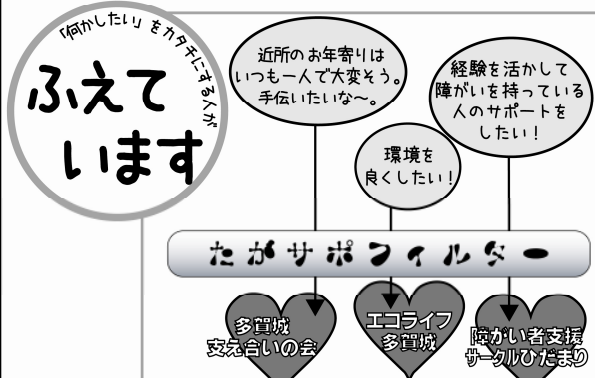 「何かしたい」をカタチにする人が
ふえて
います
近所のお年寄りは
いつも一人で大変そう。
手伝いたいな〜。
環境を
良くしたい！
経験を活かして
障がいを持っている
人のサポートを
したい！
たがサポフィルター
多賀城
支え合いの会
エコライフ
多賀城
障がい者支援
サークルひだまり